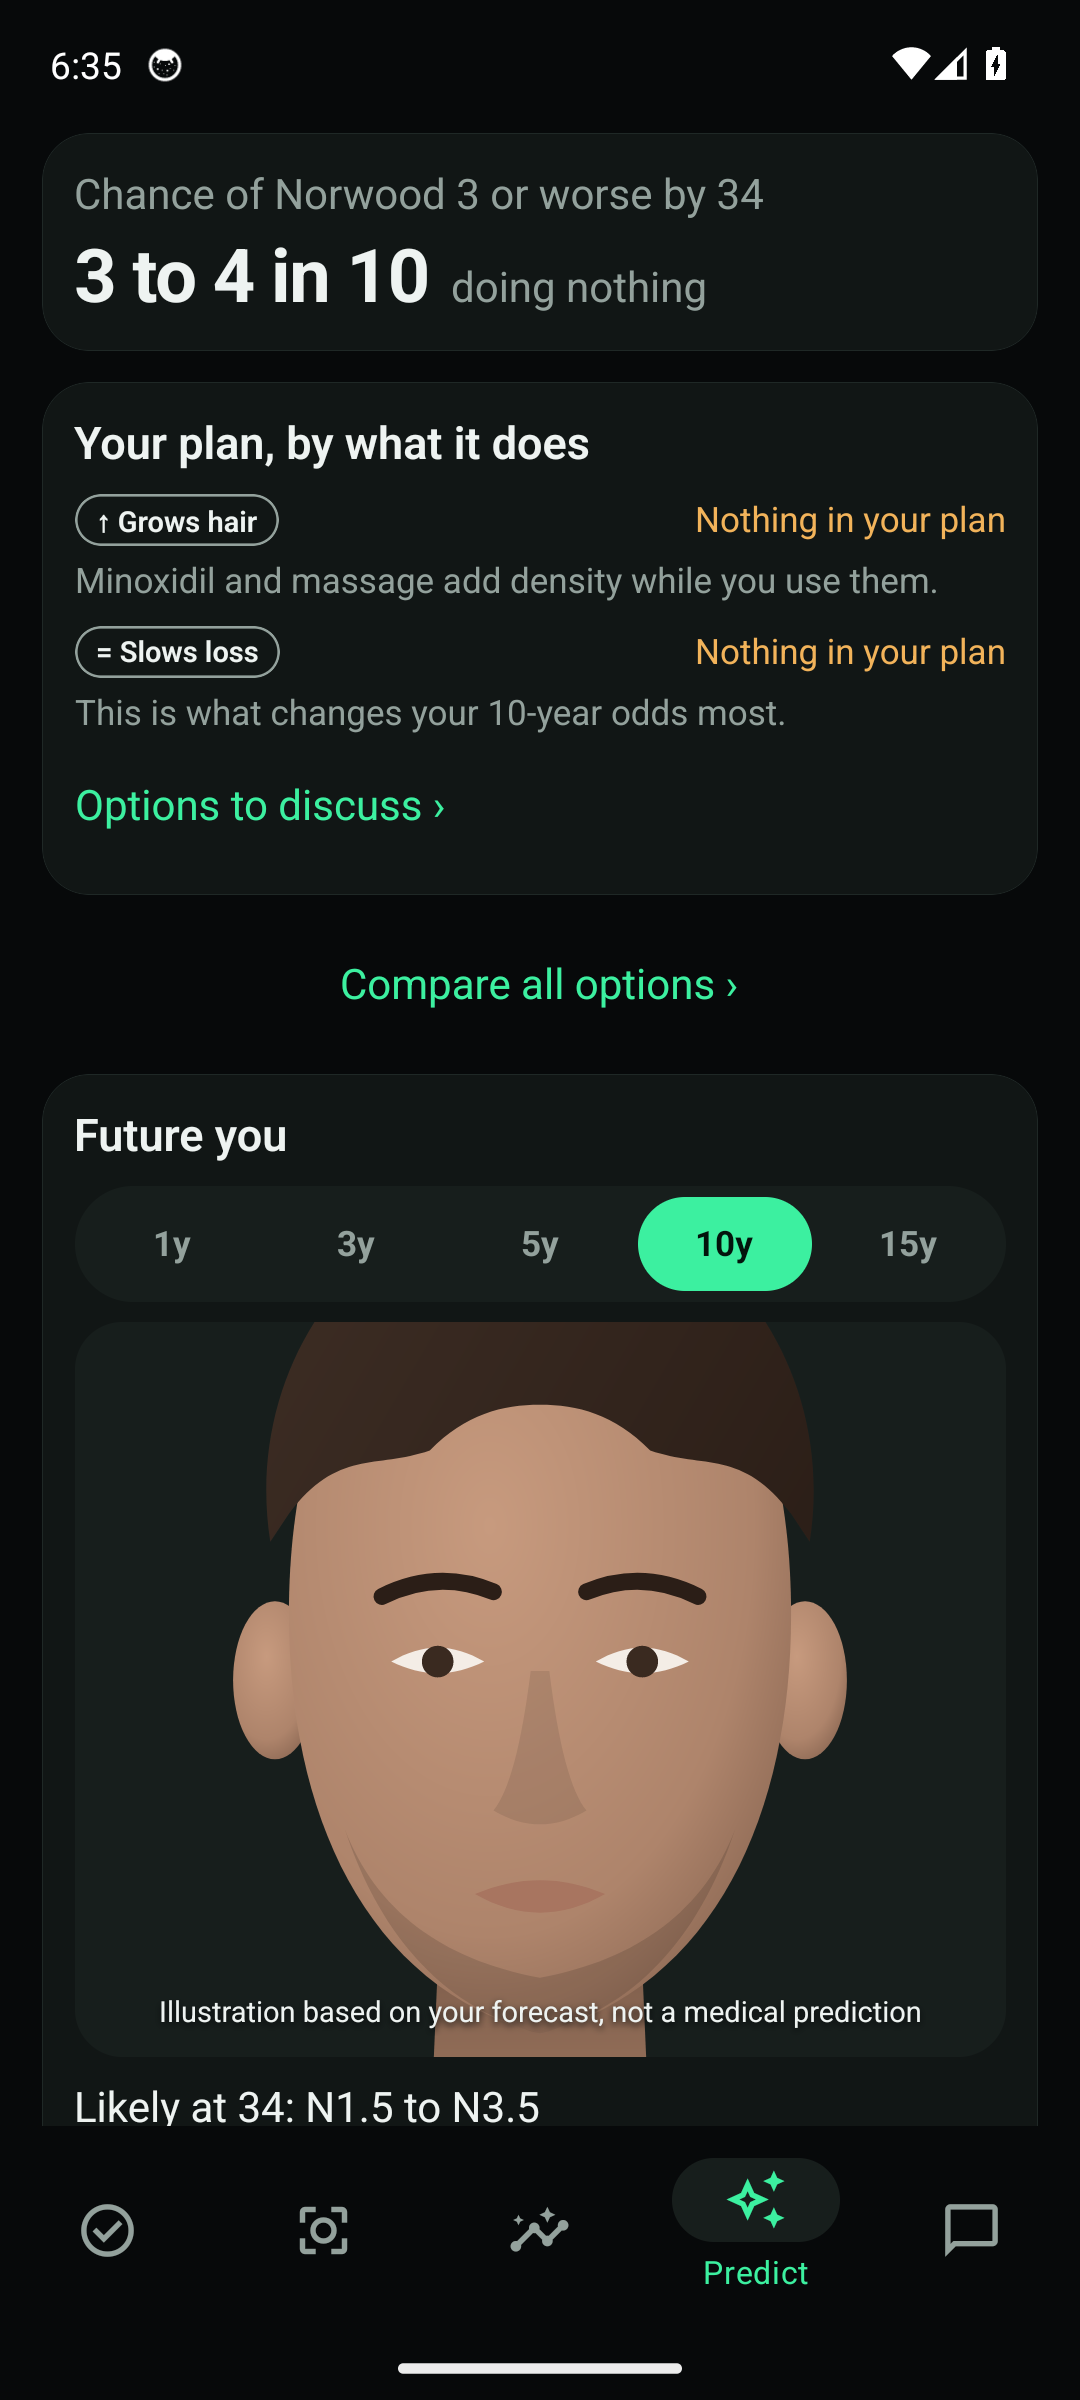 6:35
Chance of Norwood 3 or worse by 34
3 to 4 in 10 doing nothing
Your plan, by what it does
↑ Grows hair Nothing in your plan
Minoxidil and massage add density while you use them.
= Slows loss Nothing in your plan
This is what changes your 10-year odds most.
Options to discuss ›
Compare all options ›
Future you
1y 3y 5y 10y 15y
Illustration based on your forecast, not a medical prediction
Likely at 34: N1.5 to N3.5
Predict